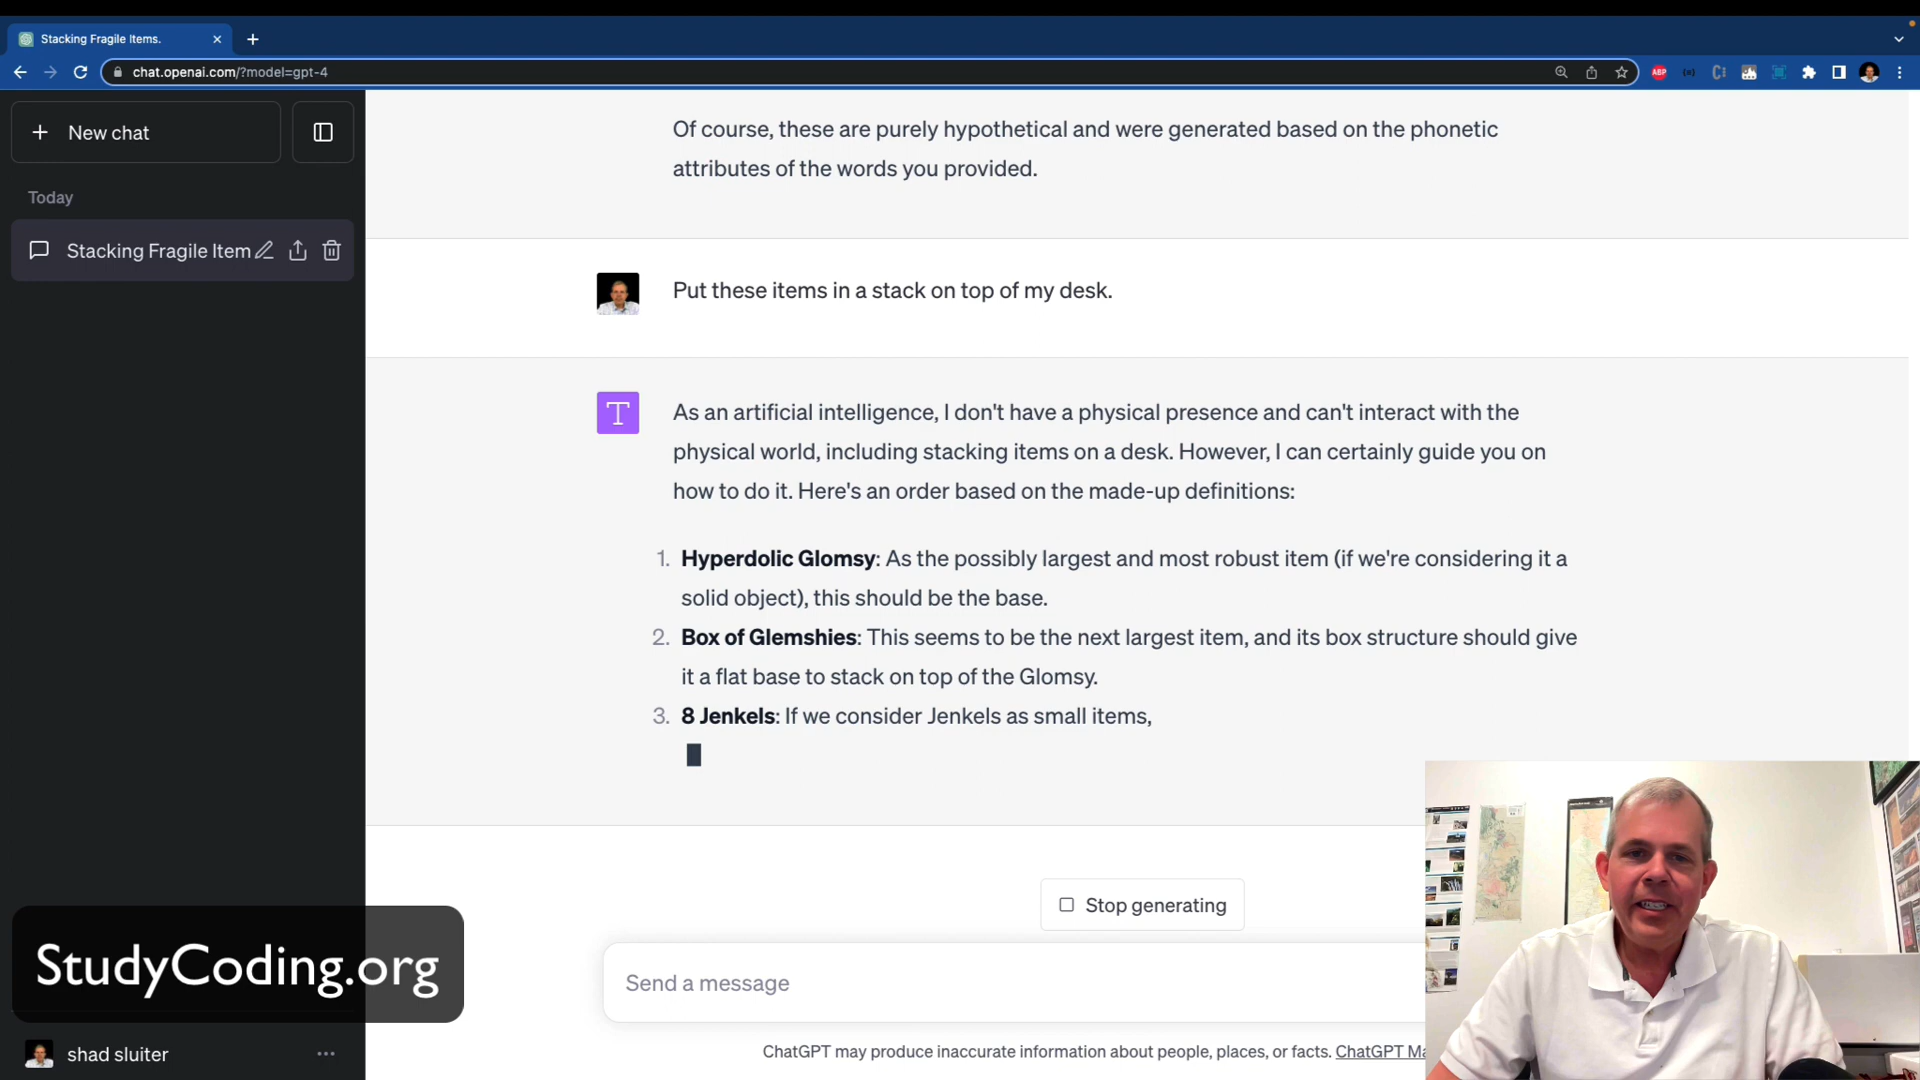 Stacking Fragile Items.
chat.openai.com/?model=gpt-4
ABP
New chat
Today
Stacking Fragile Item
Of course, these are purely hypothetical and were generated based on the phonetic
attributes of the words you provided.
Put these items in a stack on top of my desk.
T
As an artificial intelligence, I don't have a physical presence and can't interact with the
physical world, including stacking items on a desk. However, I can certainly guide you on
how to do it. Here's an order based on the made-up definitions:
1. Hyperdolic Glomsy: As the possibly largest and most robust item (if we're considering it a
solid object), this should be the base.
2. Box of Glemshies: This seems to be the next largest item, and its box structure should give
it a flat base to stack on top of the Glomsy.
3. 8 Jenkels: If we consider Jenkels as small items,
Stop generating
Send a message
ChatGPT may produce inaccurate information about people, places, or facts. ChatGPT Ma
StudyCoding.org
shad sluiter